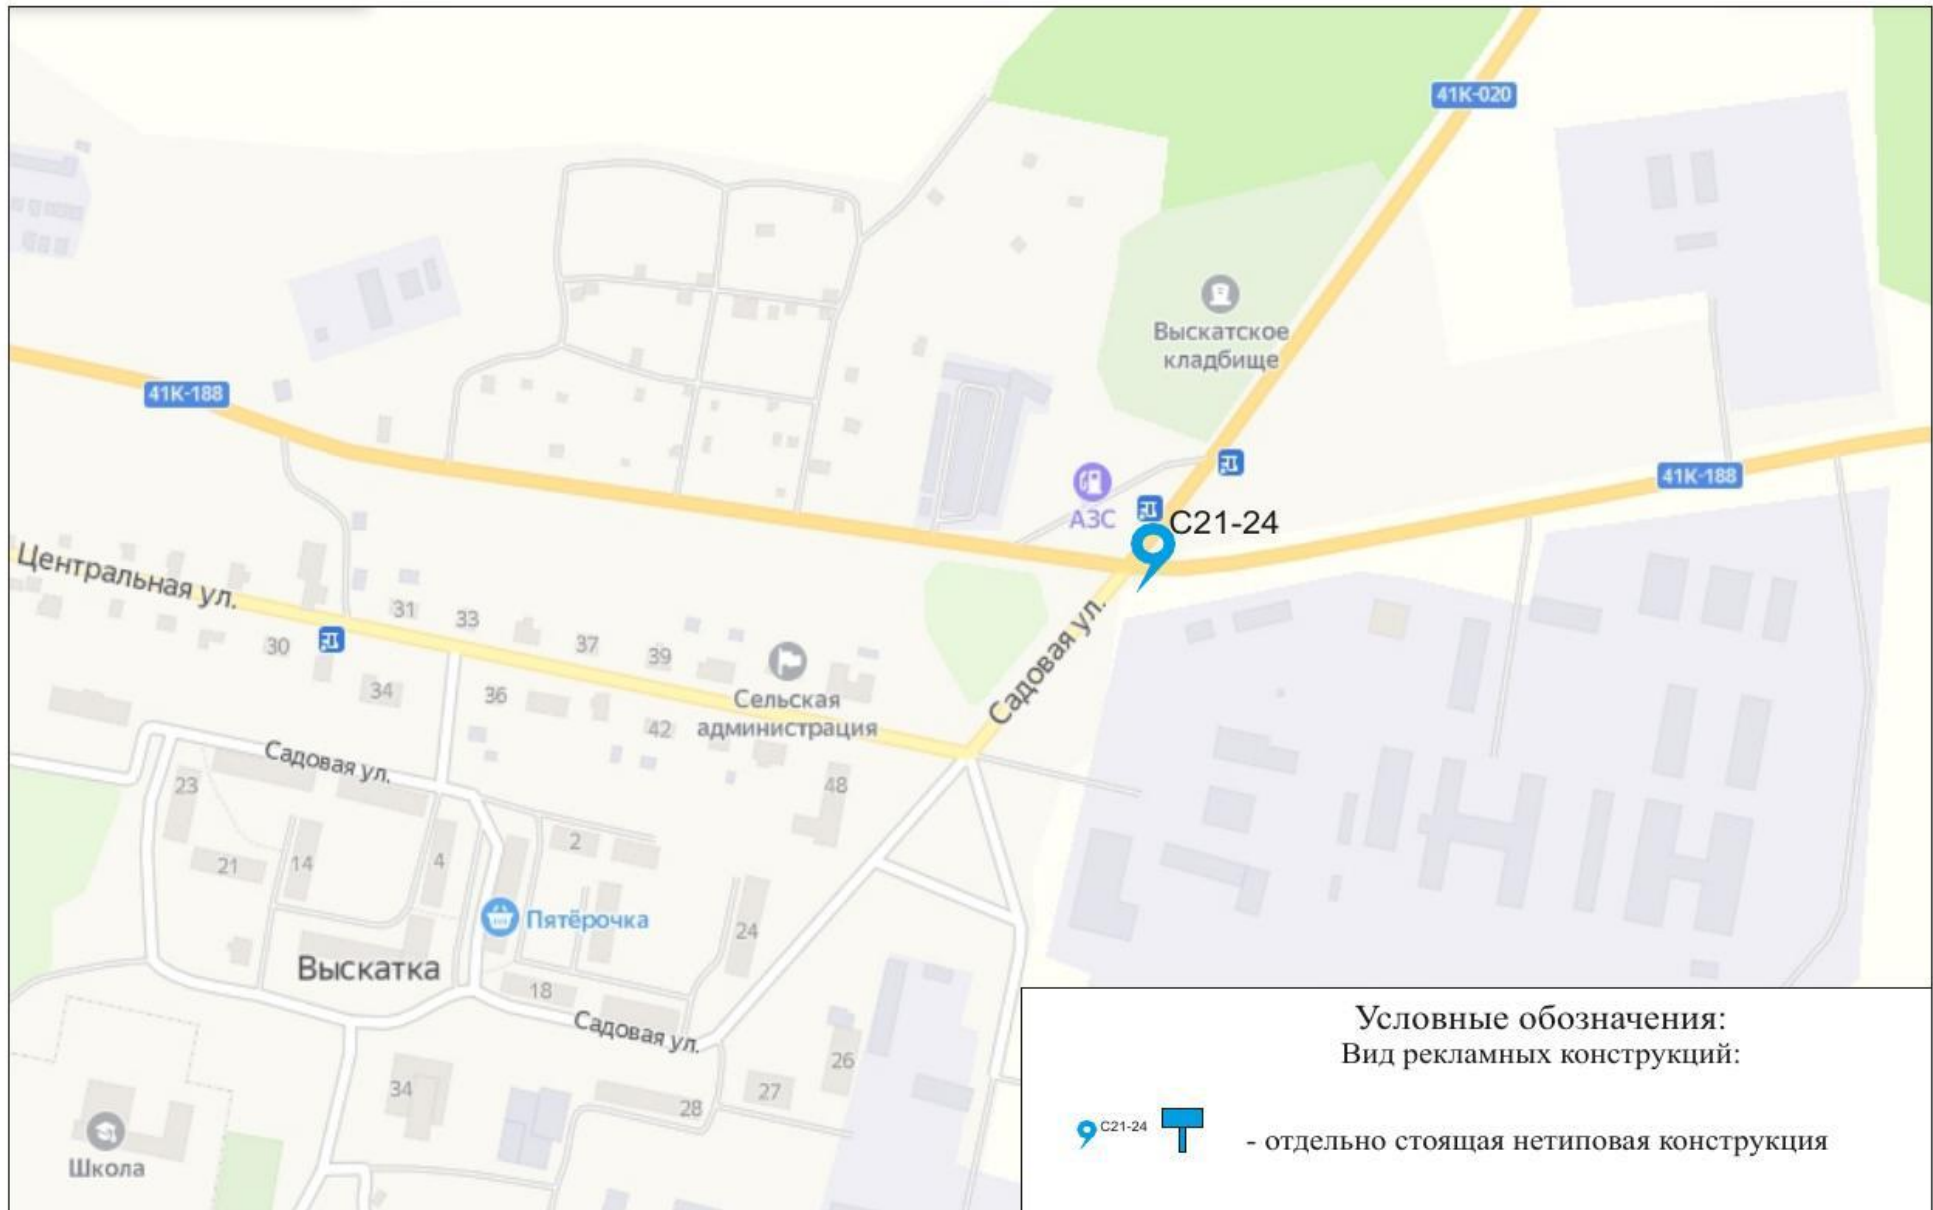 41К-020
Выскатское
кладбище
41К-188
41К-188
АЗС
С21-24
Центральная ул.
31
33
30
37
39
34
36
42
Сельская
администрация
Садовая ул.
Садовая ул.
23
48
21
14
4
2
Пятёрочка
24
Выскатка
18
Садовая ул.
26
34
27
28
Школа
Условные обозначения:
Вид рекламных конструкций:
С21-24
- отдельно стоящая нетиповая конструкция